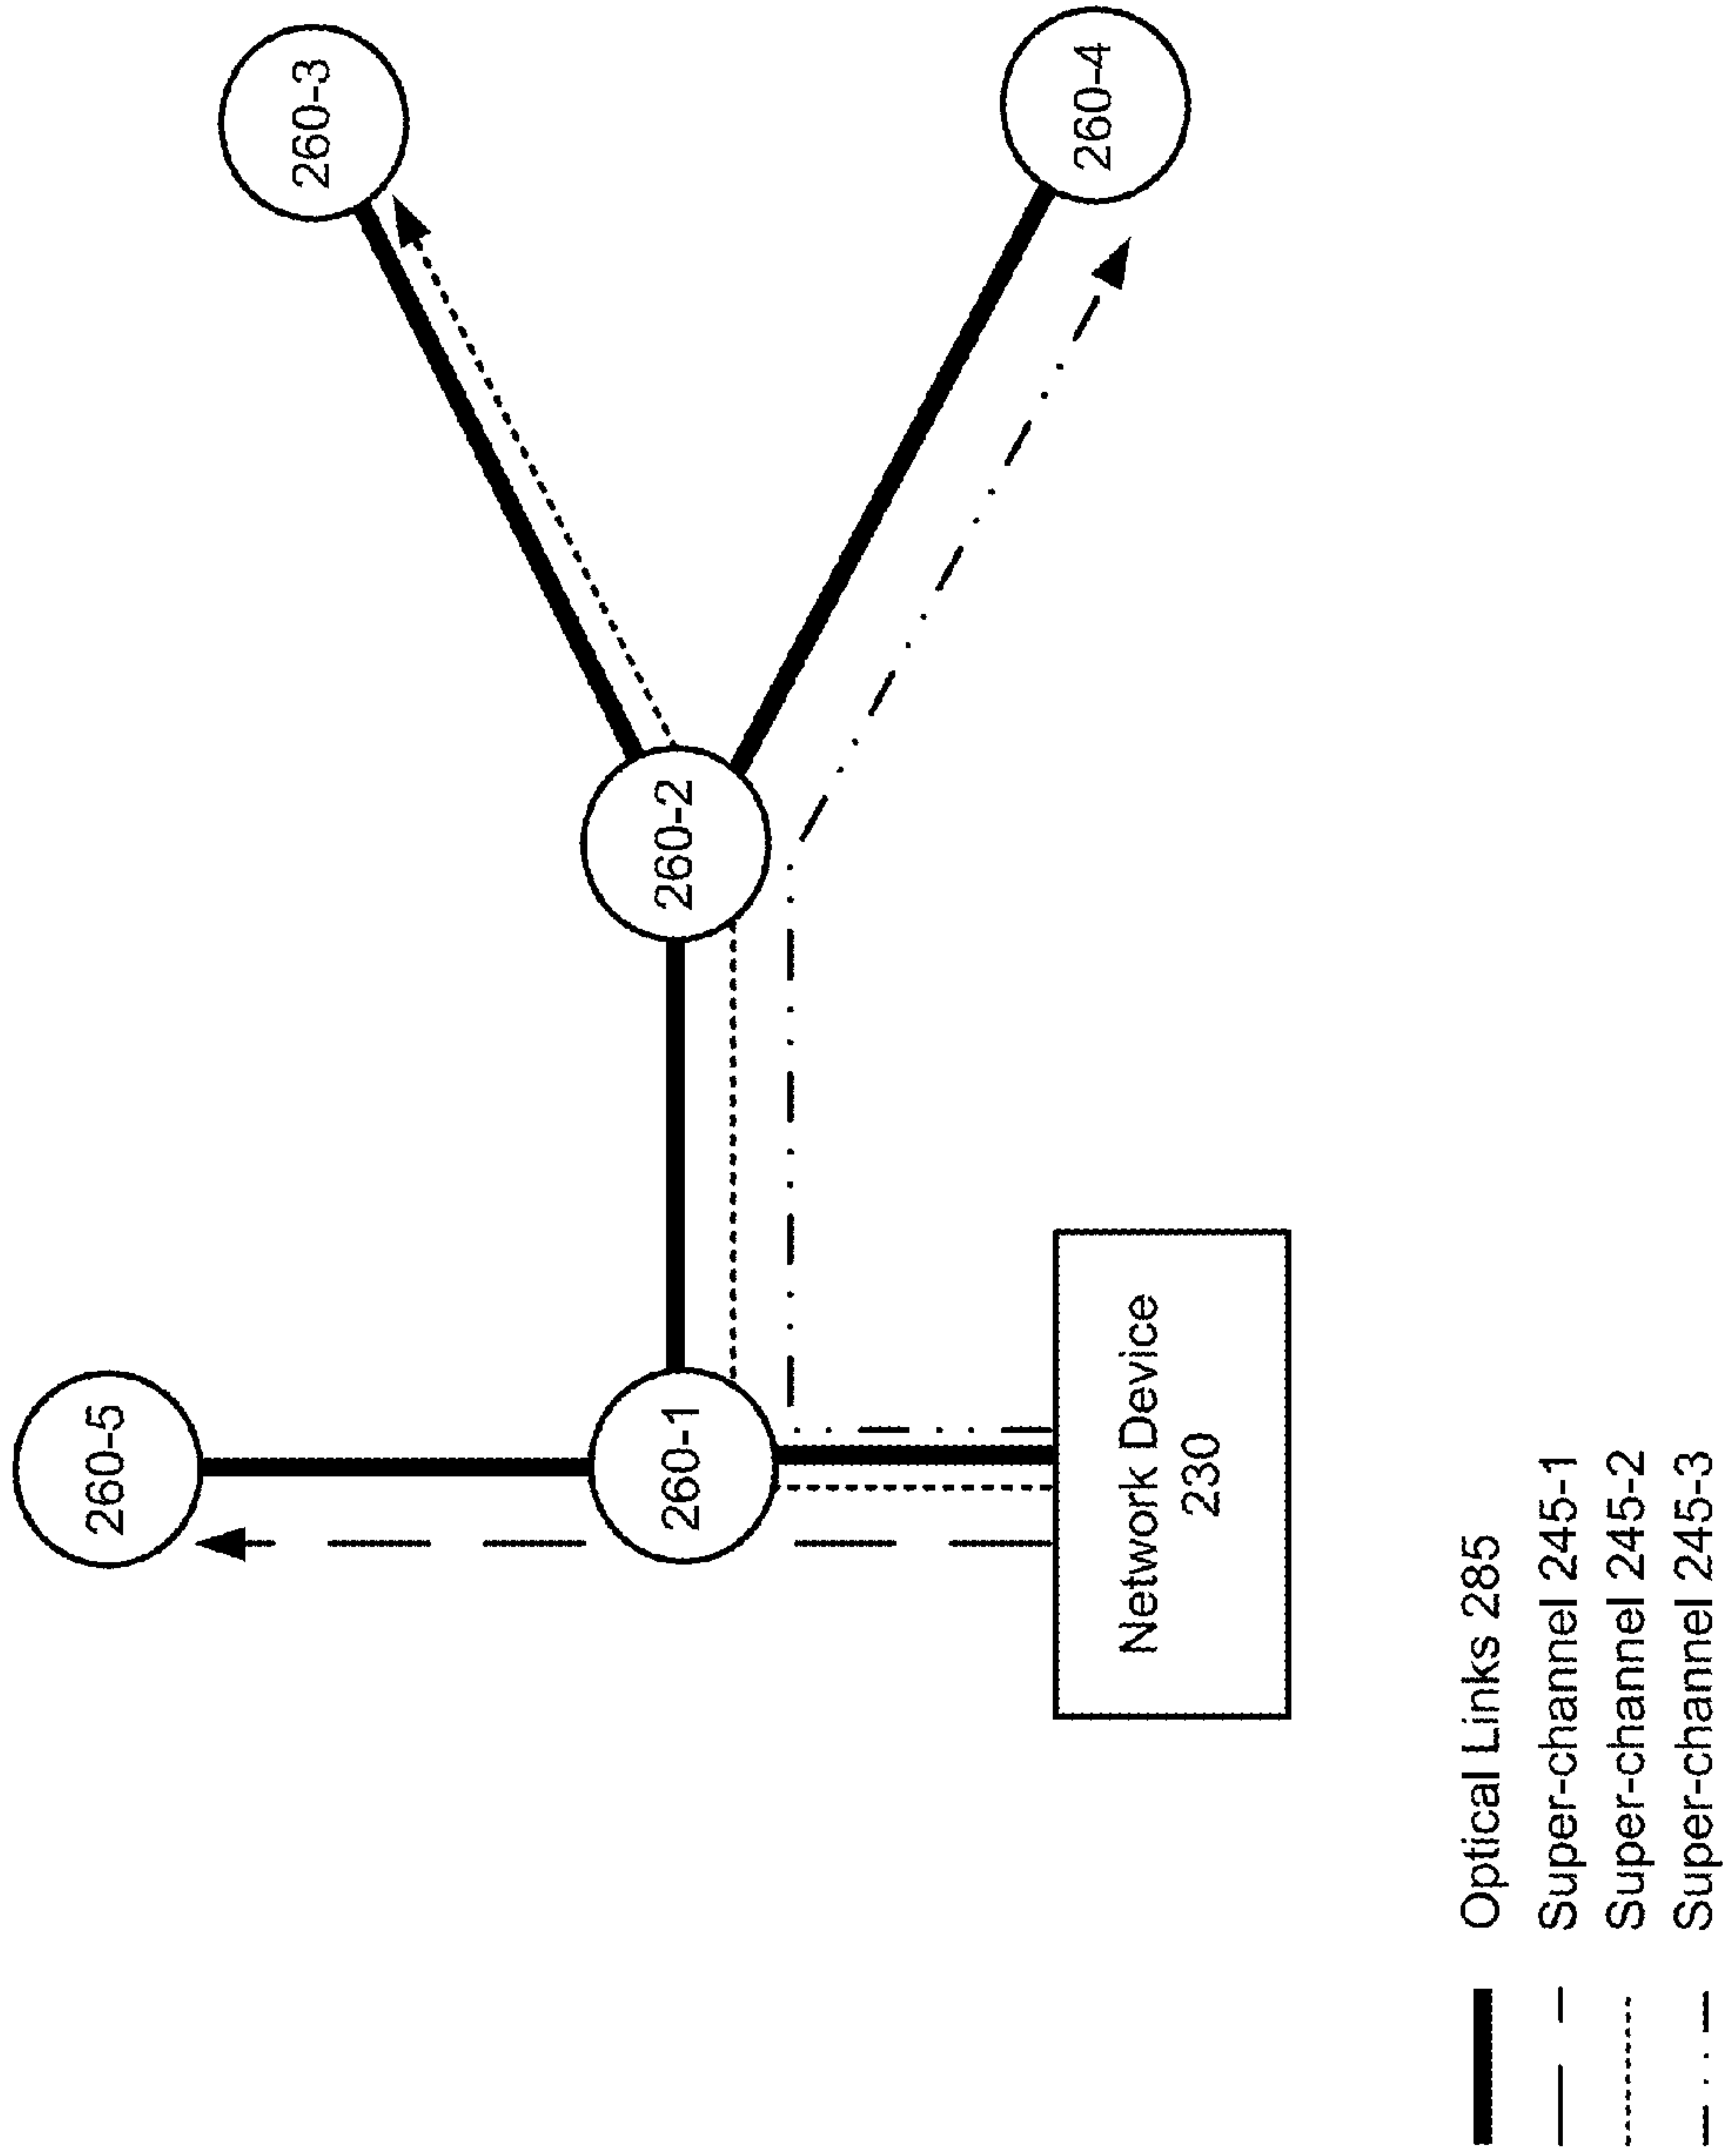 260-5
260-1
260-2
260-3
260-4
Network Device
230
Optical Links 285
Super-channel 245-1
Super-channel 245-2
Super-channel 245-3